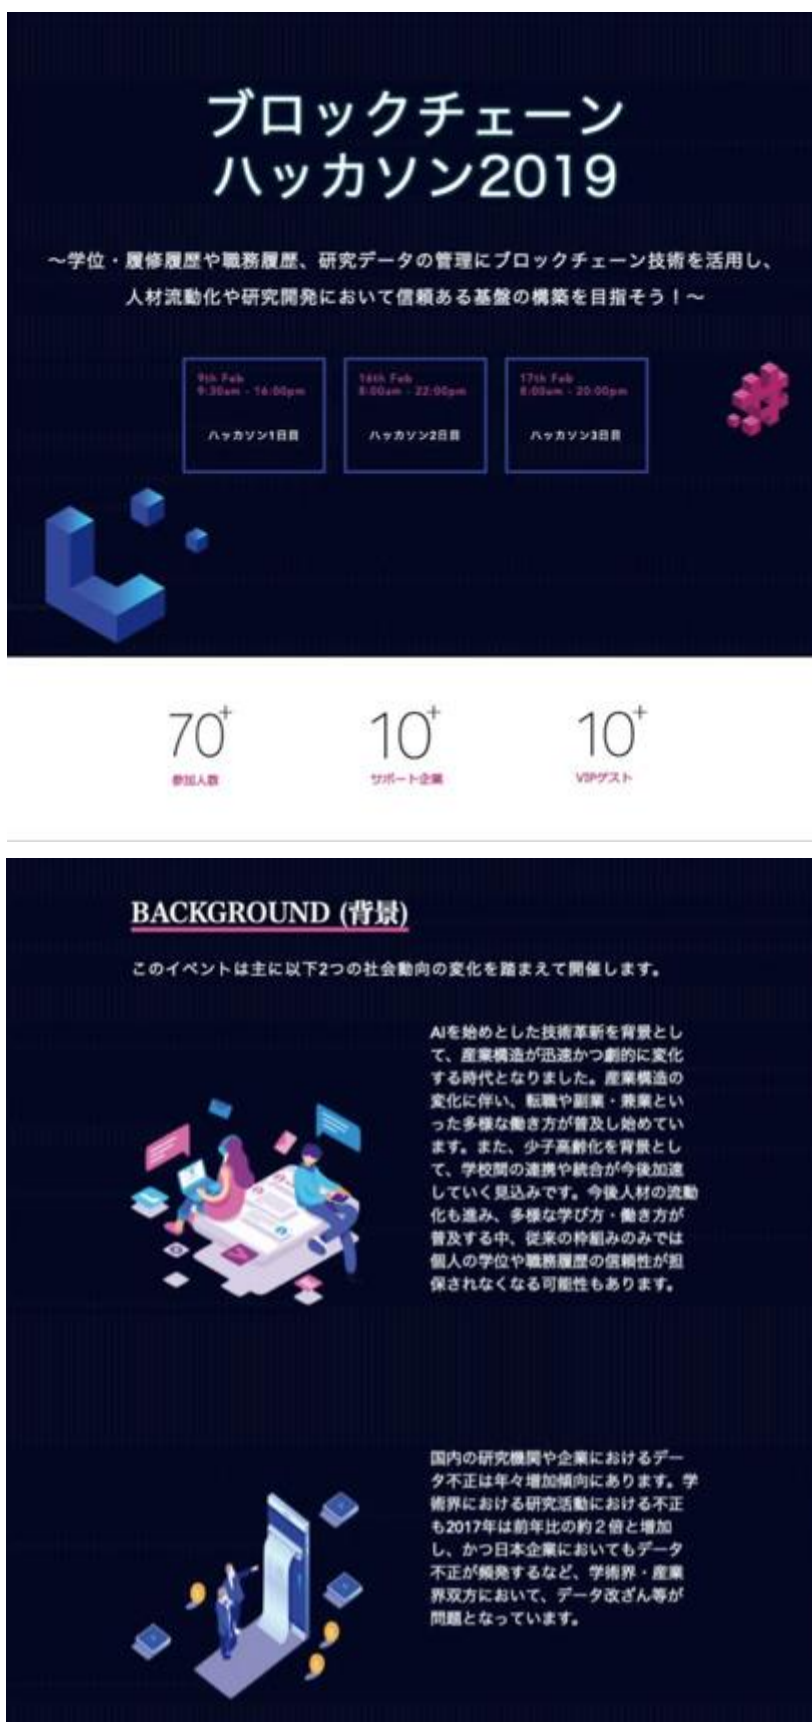 ブロックチェーン
ハッカソン2019
〜学位・履修履歴や職務履歴、研究データの管理にブロックチェーン技術を活用し、
人材流動化や研究開発において信頼ある基盤の構築を目指そう！〜
9th Feb
9:30am - 16:00pm
ハッカソン1日目
16th Feb
8:00am - 22:00pm
ハッカソン2日目
17th Feb
8:00am - 20:00pm
ハッカソン3日目
70+
参加人数
10+
サポート企業
10+
VIPゲスト
BACKGROUND (背景)
このイベントは主に以下2つの社会動向の変化を踏まえて開催します。
AIを始めとした技術革新を背景とし
て、産業構造が迅速かつ劇的に変化
する時代となりました。産業構造の
変化に伴い、転職や副業・兼業とい
った多様な働き方が普及し始めてい
ます。また、少子高齢化を背景とし
て、学校間の連携や統合が今後加速
していく見込みです。今後人材の流動
化も進み、多様な学び方・働き方が
普及する中、従来の枠組みのみでは
個人の学位や職務履歴の信頼性が担
保されなくなる可能性もあります。
国内の研究機関や企業におけるデー
タ不正は年々増加傾向にあります。学
術界における研究活動における不正
も2017年は前年比の約２倍と増加
し、かつ日本企業においてもデータ
不正が頻発するなど、学術界・産業
界双方において、データ改ざん等が
問題となっています。